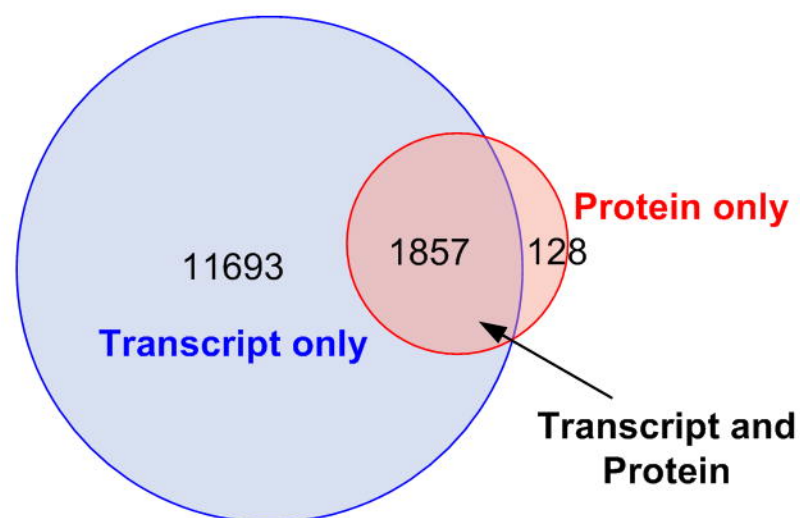 Protein only
11693
1857
128
Transcript only
Transcript and
Protein